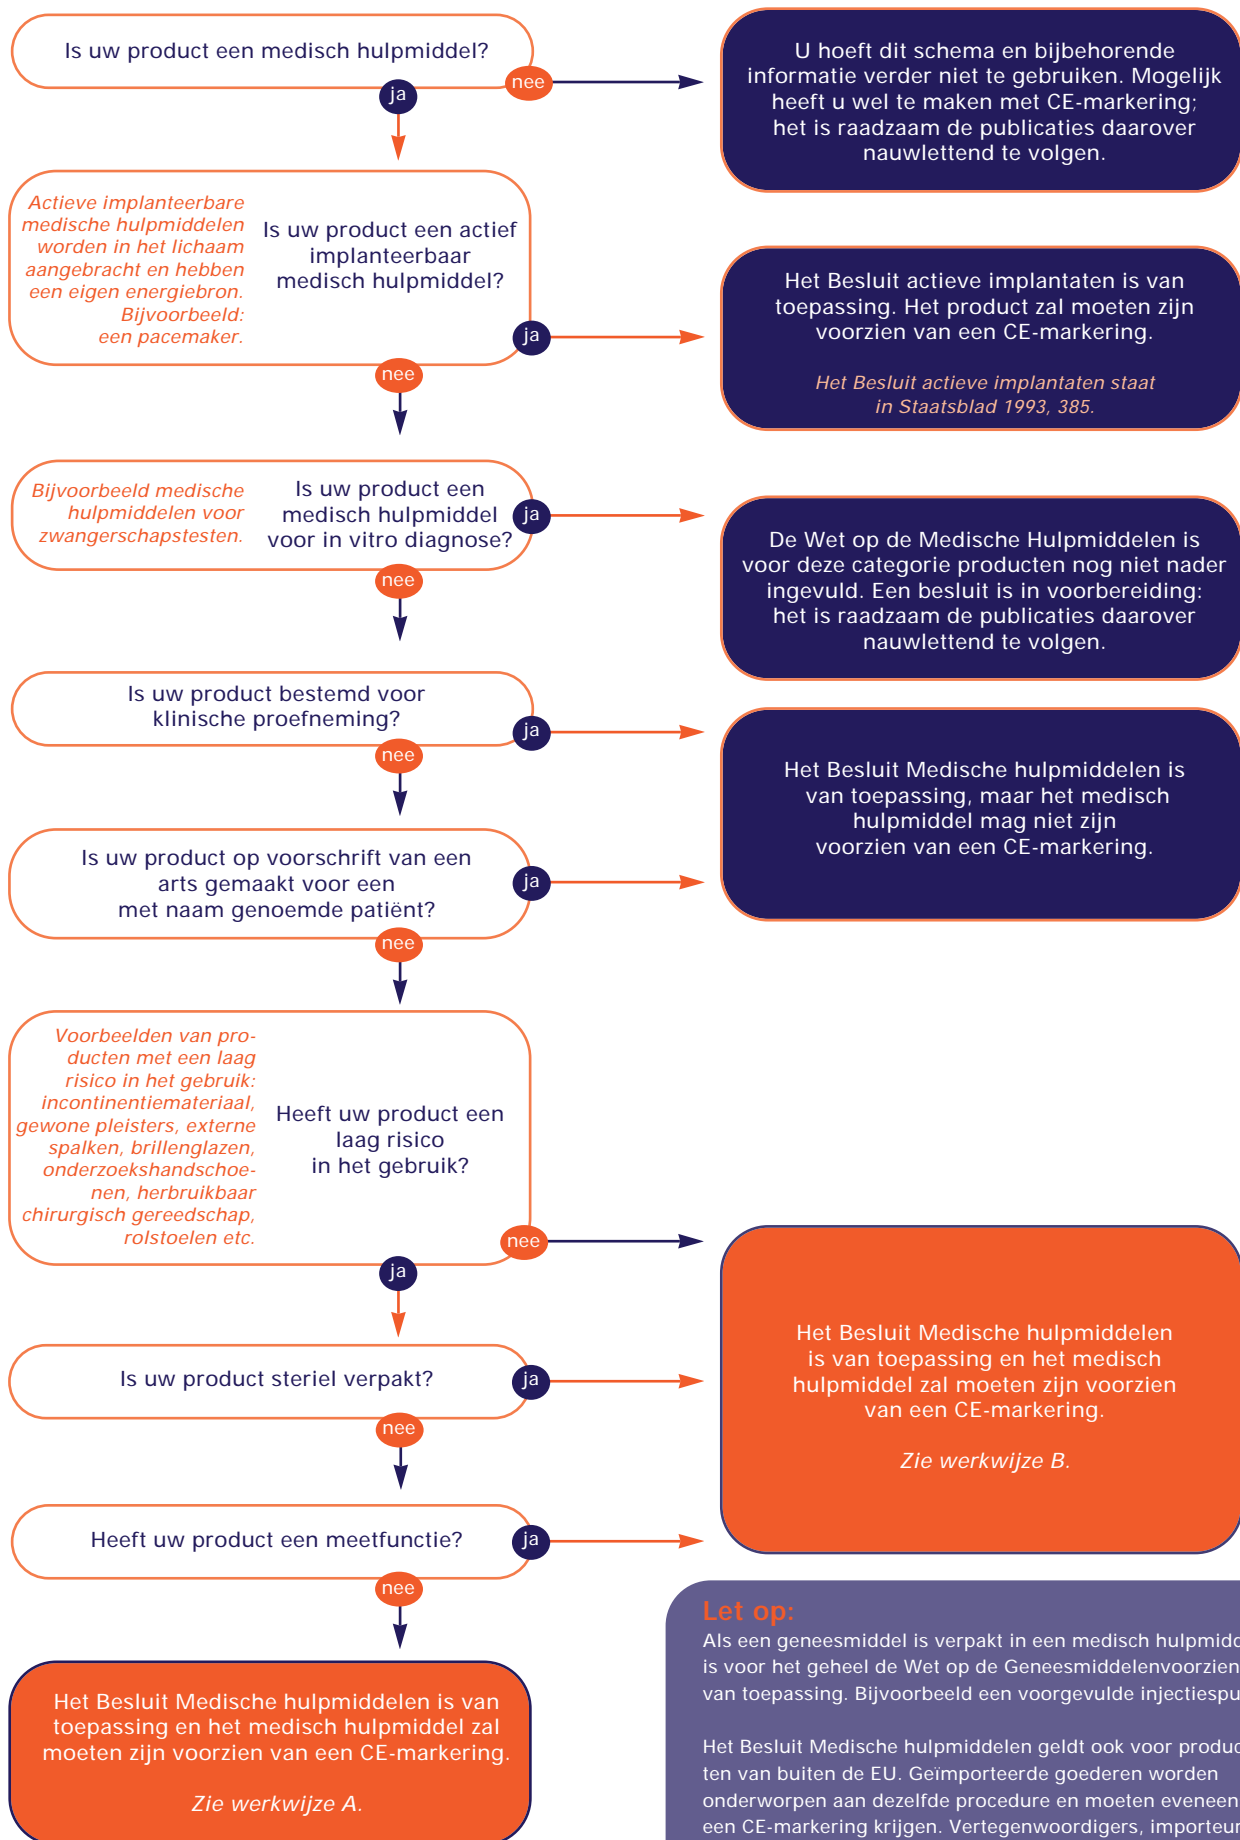 Is uw product een medisch hulpmiddel?
nee
ja
U hoeft dit schema en bijbehorende
informatie verder niet te gebruiken. Mogelijk
heeft u wel te maken met CE-markering;
het is raadzaam de publicaties daarover
nauwlettend te volgen.
Actieve implanteerbare
medische hulpmiddelen
worden in het lichaam
aangebracht en hebben
een eigen energiebron.
Bijvoorbeeld:
een pacemaker.
Is uw product een actief
implanteerbaar
medisch hulpmiddel?
ja
nee
Het Besluit actieve implantaten is van
toepassing. Het product zal moeten zijn
voorzien van een CE-markering.
Het Besluit actieve implantaten staat
in Staatsblad 1993, 385.
Bijvoorbeeld medische
hulpmiddelen voor
zwangerschapstesten.
Is uw product een
medisch hulpmiddel
voor in vitro diagnose?
ja
nee
De Wet op de Medische Hulpmiddelen is
voor deze categorie producten nog niet nader
ingevuld. Een besluit is in voorbereiding:
het is raadzaam de publicaties daarover
nauwlettend te volgen.
Is uw product bestemd voor
klinische proefneming?
ja
nee
Het Besluit Medische hulpmiddelen is
van toepassing, maar het medisch
hulpmiddel mag niet zijn
voorzien van een CE-markering.
Is uw product op voorschrift van een
arts gemaakt voor een
met naam genoemde patiënt?
ja
nee
Voorbeelden van pro-
ducten met een laag
risico in het gebruik:
incontinentiemateriaal,
gewone pleisters, externe
spalken, brillenglazen,
onderzoekshandschoe-
nen, herbruikbaar
chirurgisch gereedschap,
rolstoelen etc.
Heeft uw product een
laag risico
in het gebruik?
nee
ja
Het Besluit Medische hulpmiddelen
is van toepassing en het medisch
hulpmiddel zal moeten zijn voorzien
van een CE-markering.
Zie werkwijze B.
Is uw product steriel verpakt?
ja
nee
Heeft uw product een meetfunctie?
ja
nee
Het Besluit Medische hulpmiddelen is van
toepassing en het medisch hulpmiddel zal
moeten zijn voorzien van een CE-markering.
Zie werkwijze A.
Let op:
Als een geneesmiddel is verpakt in een medisch hulpmidd
is voor het geheel de Wet op de Geneesmiddelenvoorzien
van toepassing. Bijvoorbeeld een voorgevulde injectiespu
Het Besluit Medische hulpmiddelen geldt ook voor produc
ten van buiten de EU. Geïmporteerde goederen worden
onderworpen aan dezelfde procedure en moeten eveneen
een CE-markering krijgen. Vertegenwoordigers, importeur